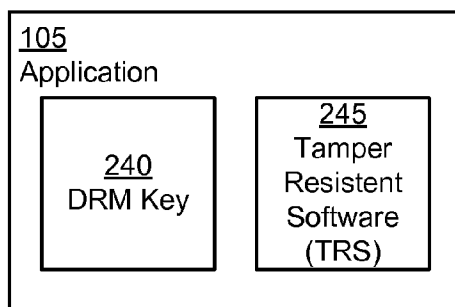 105
Application
240
DRM Key
245
Tamper
Resistent
Software
(TRS)